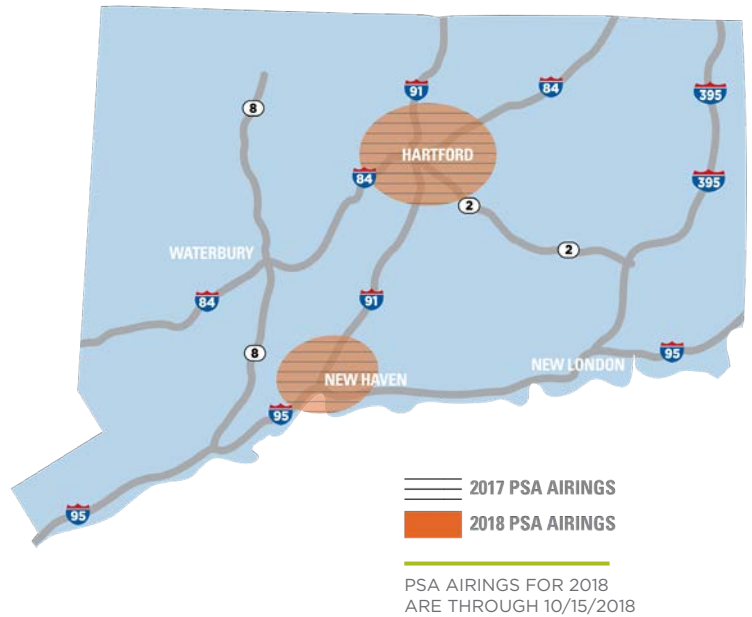 91
84
395
8
HARTFORD
84
395
2
WATERBURY
2
84
91
8
95
NEW LONDON
NEW HAVEN
95
95
2017 PSA AIRINGS
2018 PSA AIRINGS
PSA AIRINGS FOR 2018
ARE THROUGH 10/15/2018